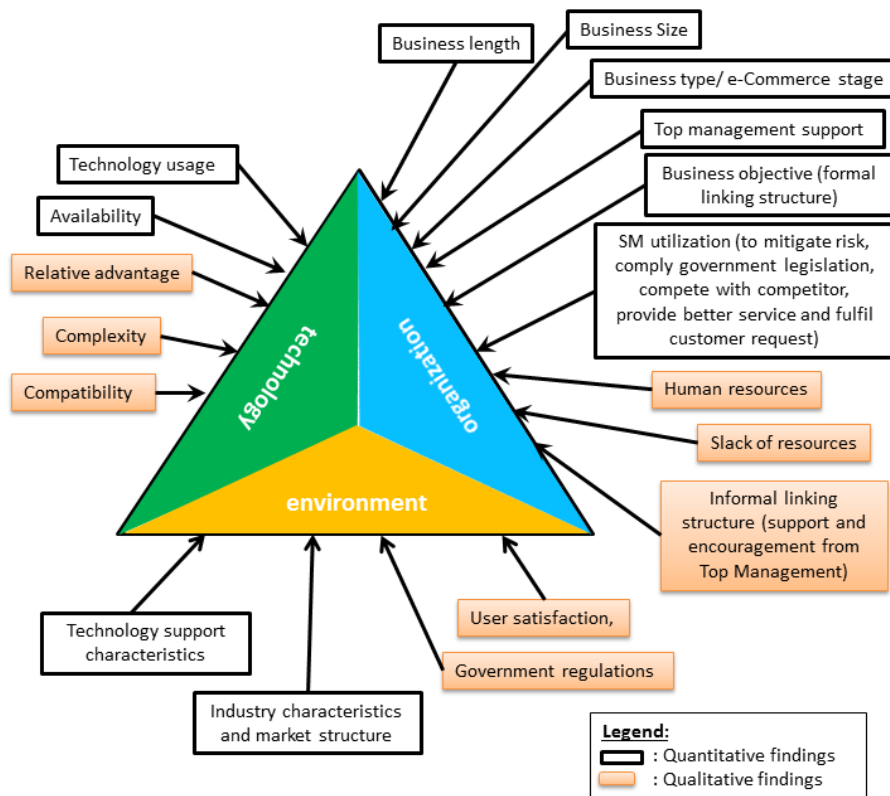 Business length
Business Size
Business type/ e-Commerce stage
Top management support
Business objective (formal
linking structure)
SM utilization (to mitigate risk,
comply government legislation,
compete with competitor,
provide better service and fulfil
customer request)
Human resources
Slack of resources
Informal linking
structure (support and
encouragement from
Top Management)
Technology usage
Availability
Relative advantage
Complexity
Compatibility
technology
organization
environment
Technology support
characteristics
Industry characteristics
and market structure
User satisfaction,
Government regulations
Legend:
: Quantitative findings
: Qualitative findings